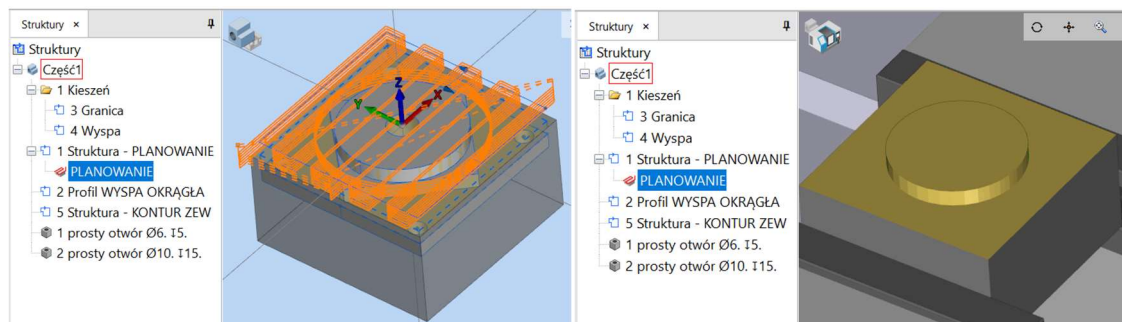 Struktury ×
Struktury
Część1
1 Kieszeń
3 Granica
4 Wyspa
1 Struktura - PLANOWANIE
PLANOWANIE
2 Profil WYSPA OKRĄGŁA
5 Struktura - KONTUR ZEW
1 prosty otwór Ø6. ↧5.
2 prosty otwór Ø10. ↧15.
Z
Y
X
Struktury ×
Struktury
Część1
1 Kieszeń
3 Granica
4 Wyspa
1 Struktura - PLANOWANIE
PLANOWANIE
2 Profil WYSPA OKRĄGŁA
5 Struktura - KONTUR ZEW
1 prosty otwór Ø6. ↧5.
2 prosty otwór Ø10. ↧15.